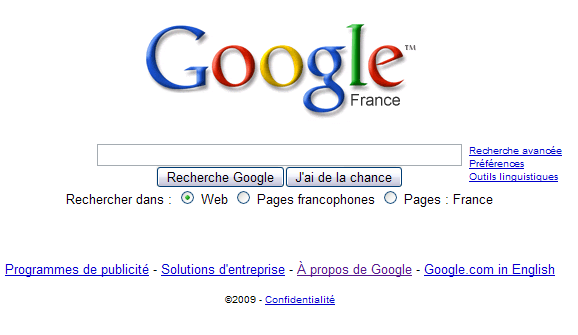 Google™
France
Recherche avancée
Préférences
Outils linguistiques
Recherche Google J'ai de la chance
Rechercher dans : Web Pages francophones Pages : France
Programmes de publicité - Solutions d'entreprise - À propos de Google - Google.com in English
©2009 - Confidentialité